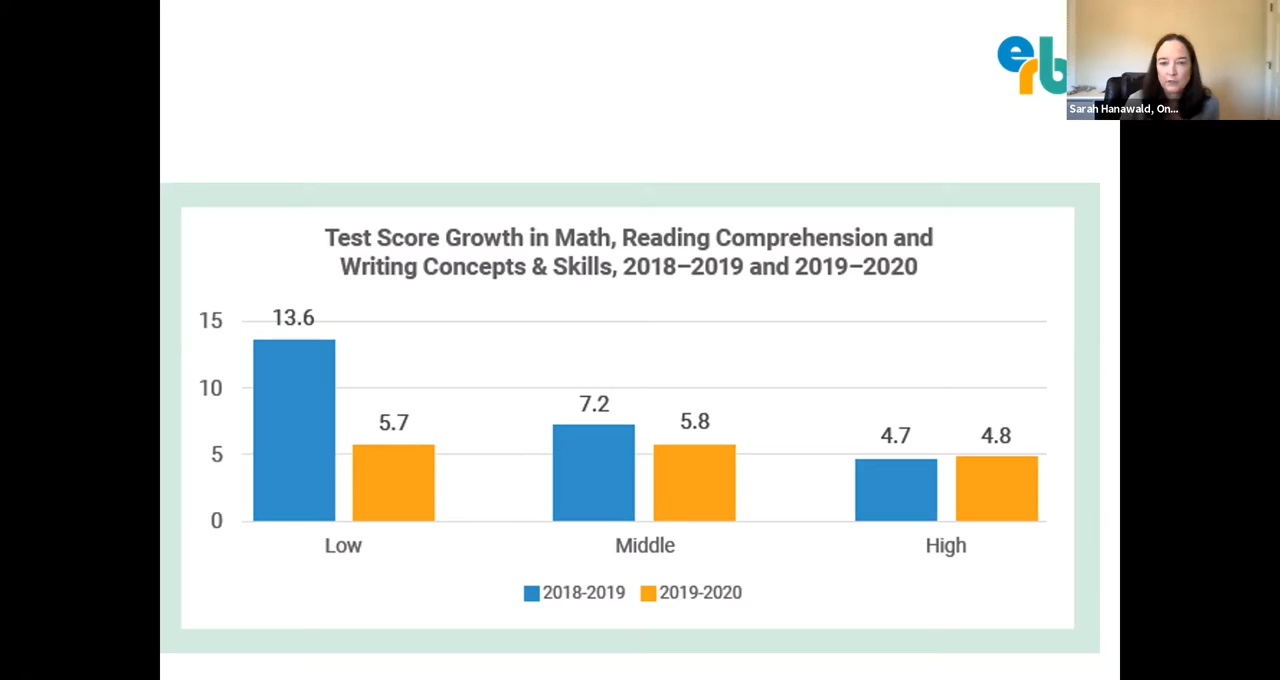 erb
Sarah Hanawald, On...
Test Score Growth in Math, Reading Comprehension and
Writing Concepts & Skills, 2018–2019 and 2019–2020
15
10
5
0
13.6
5.7
7.2
5.8
4.7
4.8
Low
Middle
High
2018-2019
2019-2020